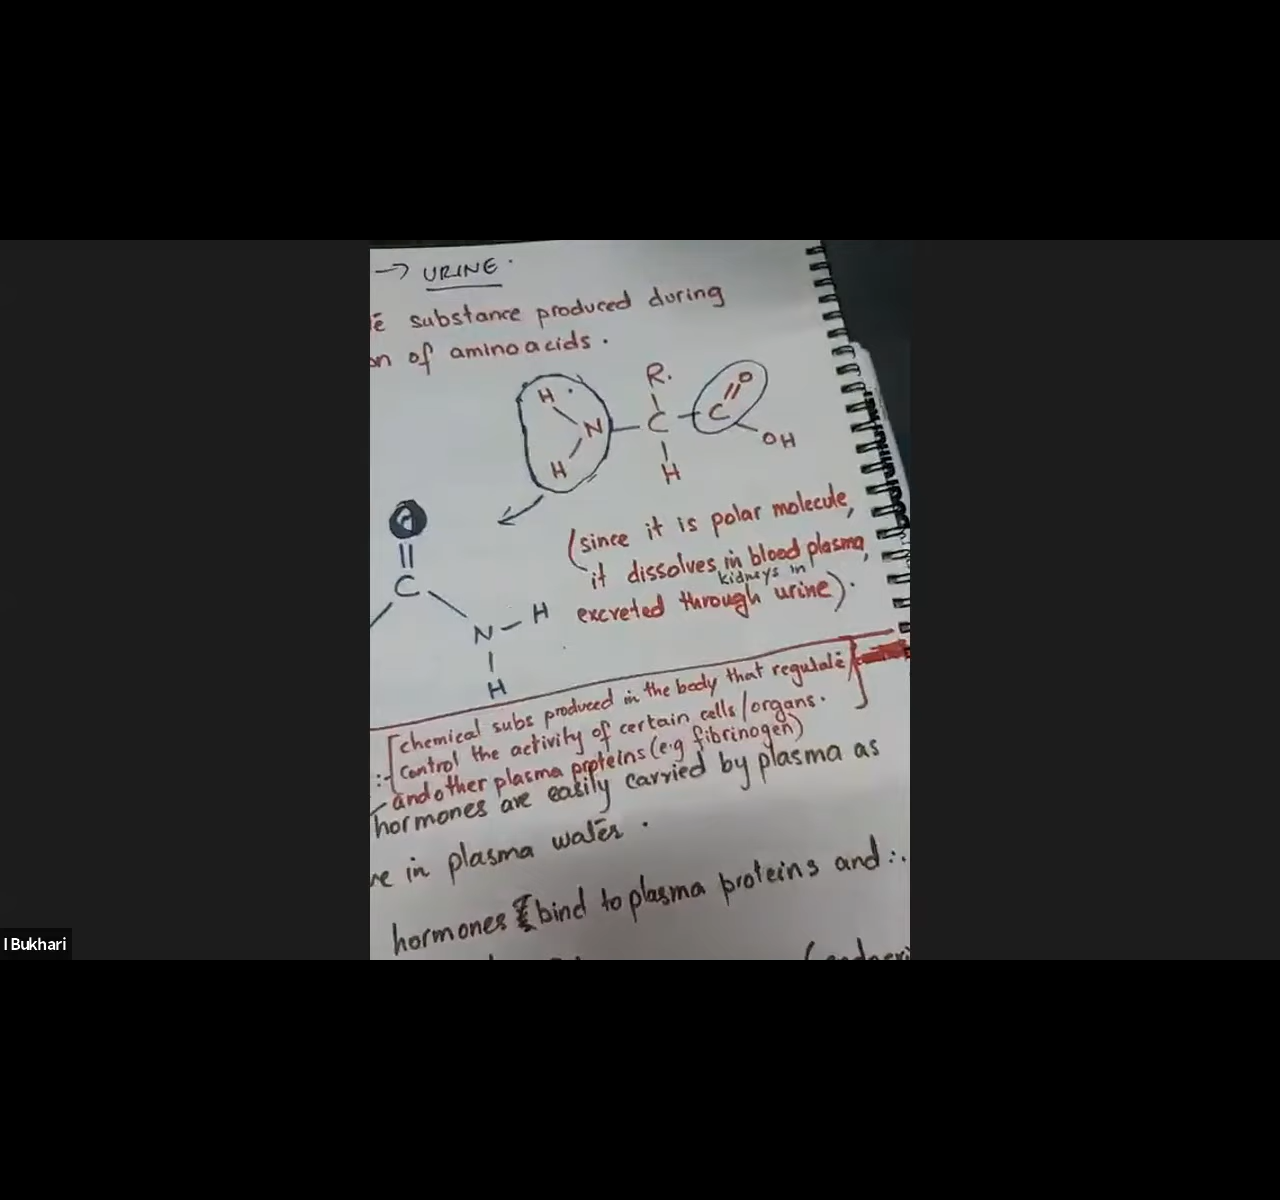 → URINE.
substance produced during
of aminoacids.
R.
H
O
N C C
H
H
OH
(since it is polar molecule,
O
it dissolves in blood plasma,
C
kidneys in
excreted through urine).
N – H
H
[chemical subs produced in the body that regulate/
control the activity of certain cells/organs.]
and other plasma proteins (e.g fibrinogen)
hormones are easily carried by plasma as
in plasma water.
hormones bind to plasma proteins and ∴.
I Bukhari